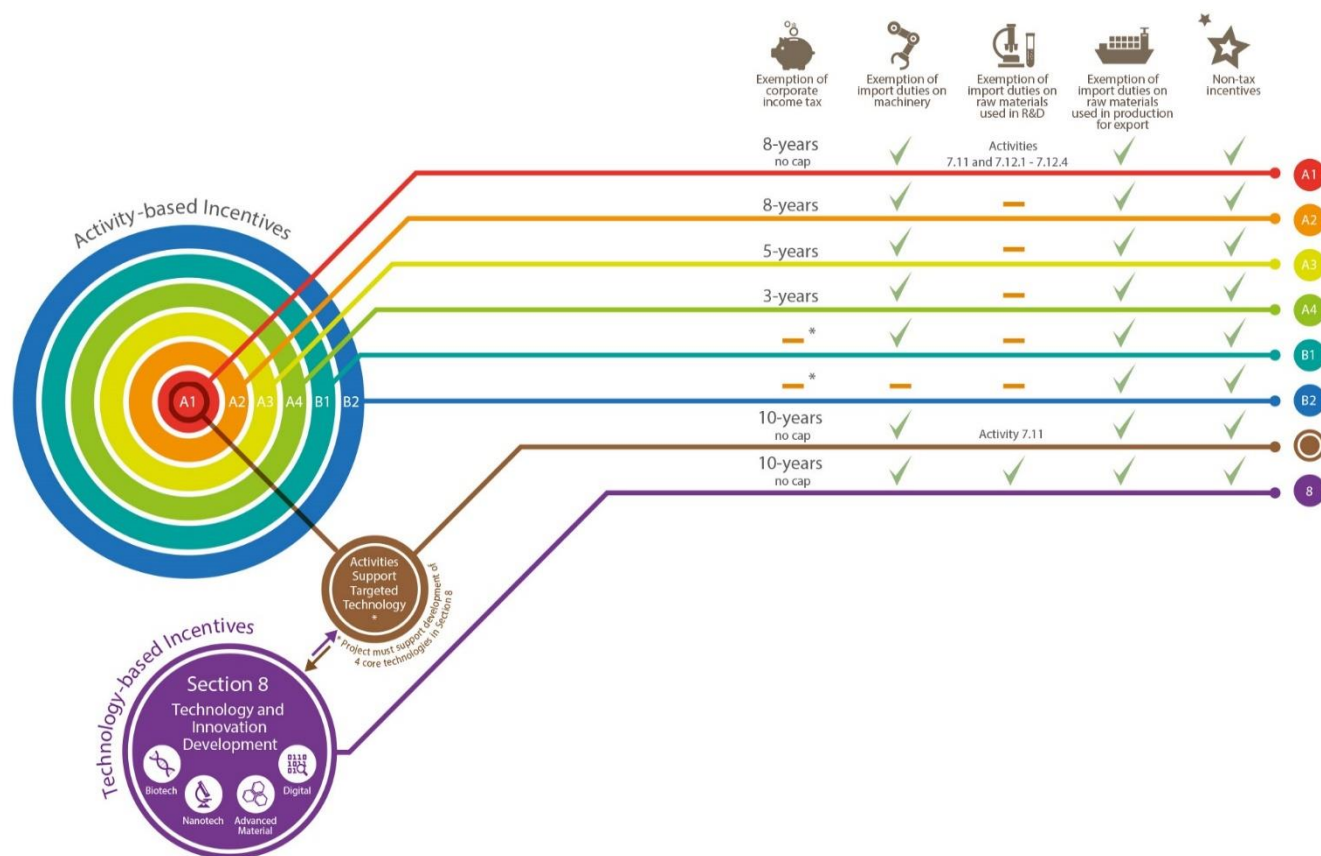 Exemption of
corporate
income tax
Exemption of
import duties on
machinery
Exemption of
import duties on
raw materials
used in R&D
Exemption of
import duties on
raw materials
used in production
for export
Non-tax
incentives
8-years
no cap
Activities
7.11 and 7.12.1 - 7.12.4
A1
8-years
A2
5-years
A3
3-years
A4
*
B1
*
B2
10-years
no cap
Activity 7.11
10-years
no cap
8
Activity-based Incentives
A1 A2 A3 A4 B1 B2
Activities
Support
Targeted
Technology
*
* Project must support development of
4 core technologies in Section 8
Technology-based Incentives
Section 8
Technology and
Innovation
Development
Biotech
Nanotech
Advanced
Material
Digital
0110
10
01